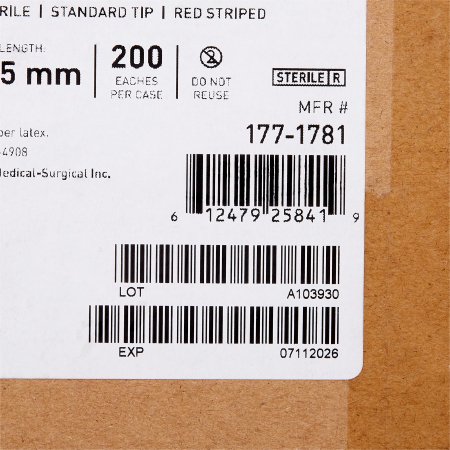 RILE | STANDARD TIP | RED STRIPED
LENGTH:
5 mm
200
EACHES
PER CASE
DO NOT
REUSE
STERILE R
MFR #
177-1781
ber latex.
-4908
Medical-Surgical Inc.
6 12479 25841 9
LOT A103930
EXP 07112026